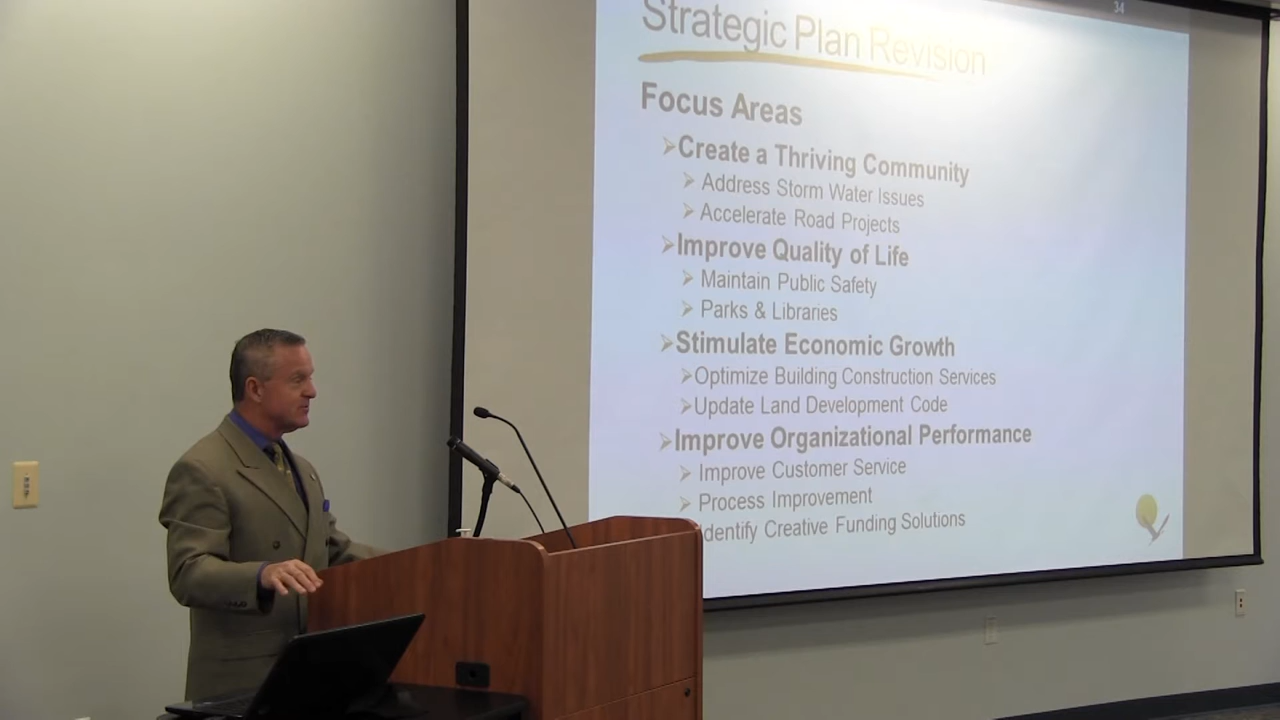 34
Strategic Plan Revision
Focus Areas
➢Create a Thriving Community
➢ Address Storm Water Issues
➢ Accelerate Road Projects
➢Improve Quality of Life
➢ Maintain Public Safety
➢ Parks & Libraries
➢Stimulate Economic Growth
➢Optimize Building Construction Services
➢Update Land Development Code
➢Improve Organizational Performance
➢ Improve Customer Service
➢ Process Improvement
Identify Creative Funding Solutions